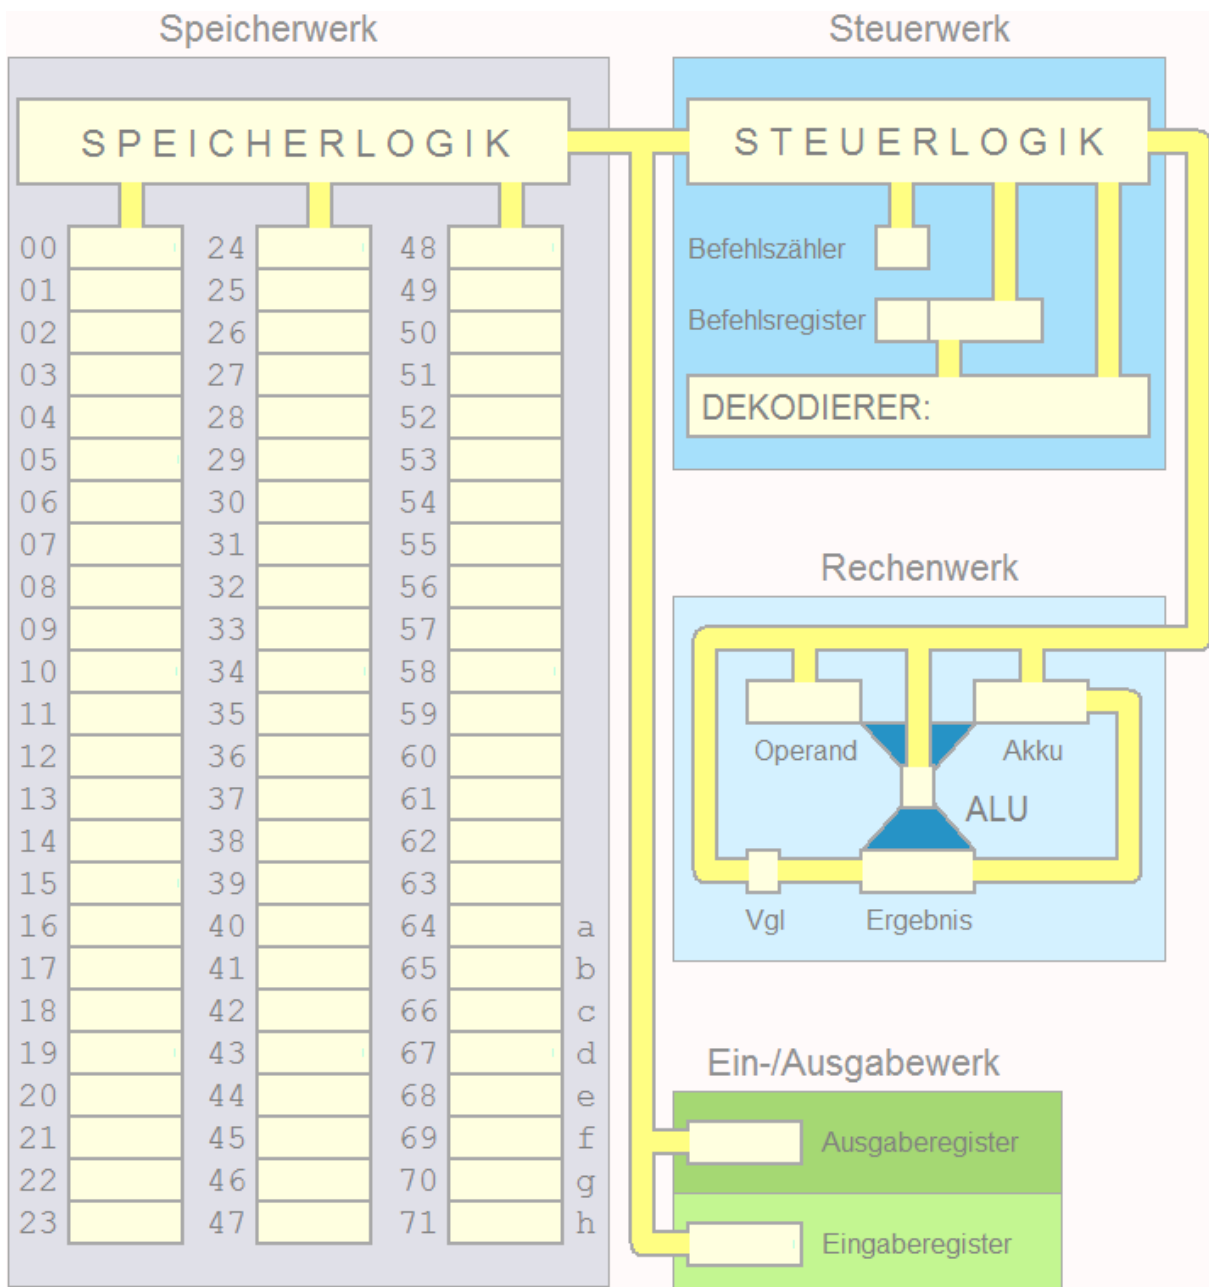 Speicherwerk
SPEICHERLOGIK
00 24 48
01 25 49
02 26 50
03 27 51
04 28 52
05 29 53
06 30 54
07 31 55
08 32 56
09 33 57
10 34 58
11 35 59
12 36 60
13 37 61
14 38 62
15 39 63
16 40 64 a
17 41 65 b
18 42 66 c
19 43 67 d
20 44 68 e
21 45 69 f
22 46 70 g
23 47 71 h
Steuerwerk
STEUERLOGIK
Befehlszähler
Befehlsregister
DEKODIERER:
Rechenwerk
Operand Akku
ALU
Vgl Ergebnis
Ein-/Ausgabewerk
Ausgaberegister
Eingaberegister